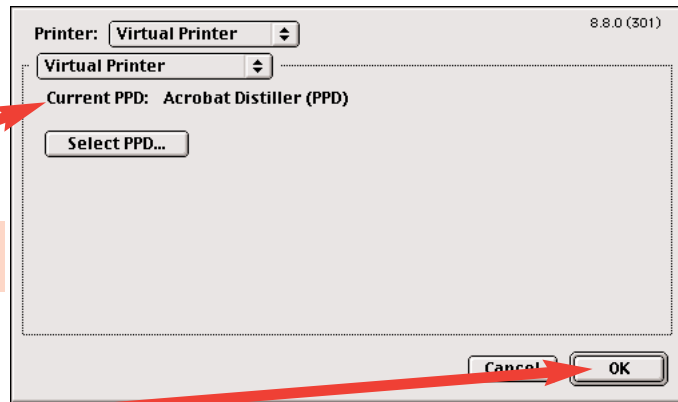 Printer: Virtual Printer
8.8.0 (301)
Virtual Printer
Current PPD: Acrobat Distiller (PPD)
Select PPD...
Cancel
OK